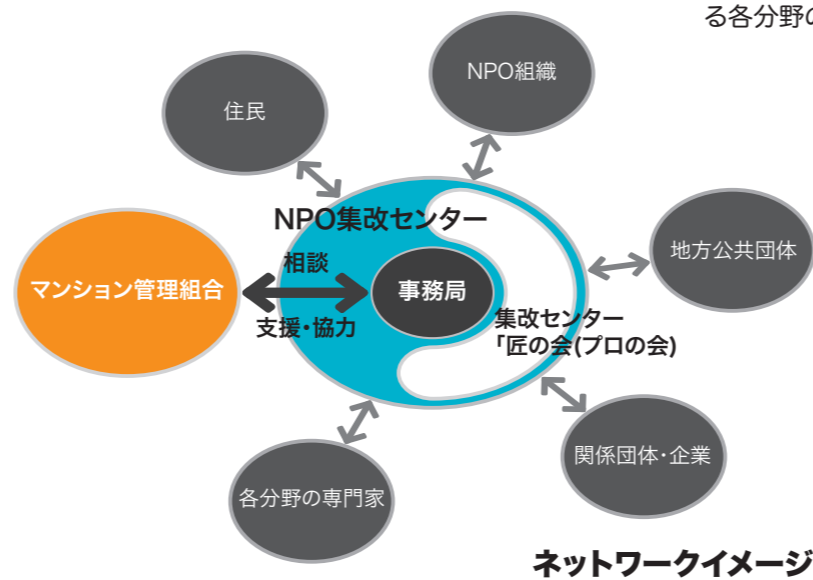 る各分野の
NPO組織
住民
NPO集改センター
地方公共団体
相談
マンション管理組合
事務局
支援・協力
集改センター
「匠の会(プロの会)
関係団体・企業
各分野の専門家
ネットワークイメージ